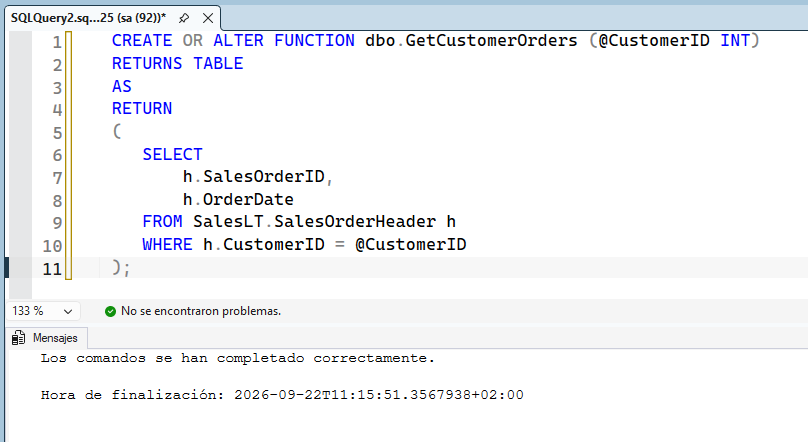 SQLQuery2.sq...25 (sa (92))*
1 CREATE OR ALTER FUNCTION dbo.GetCustomerOrders (@CustomerID INT)
2 RETURNS TABLE
3 AS
4 RETURN
5 (
6 SELECT
7 h.SalesOrderID,
8 h.OrderDate
9 FROM SalesLT.SalesOrderHeader h
10 WHERE h.CustomerID = @CustomerID
11 );
133 % No se encontraron problemas.
Mensajes
Los comandos se han completado correctamente.
Hora de finalización: 2026-09-22T11:15:51.3567938+02:00